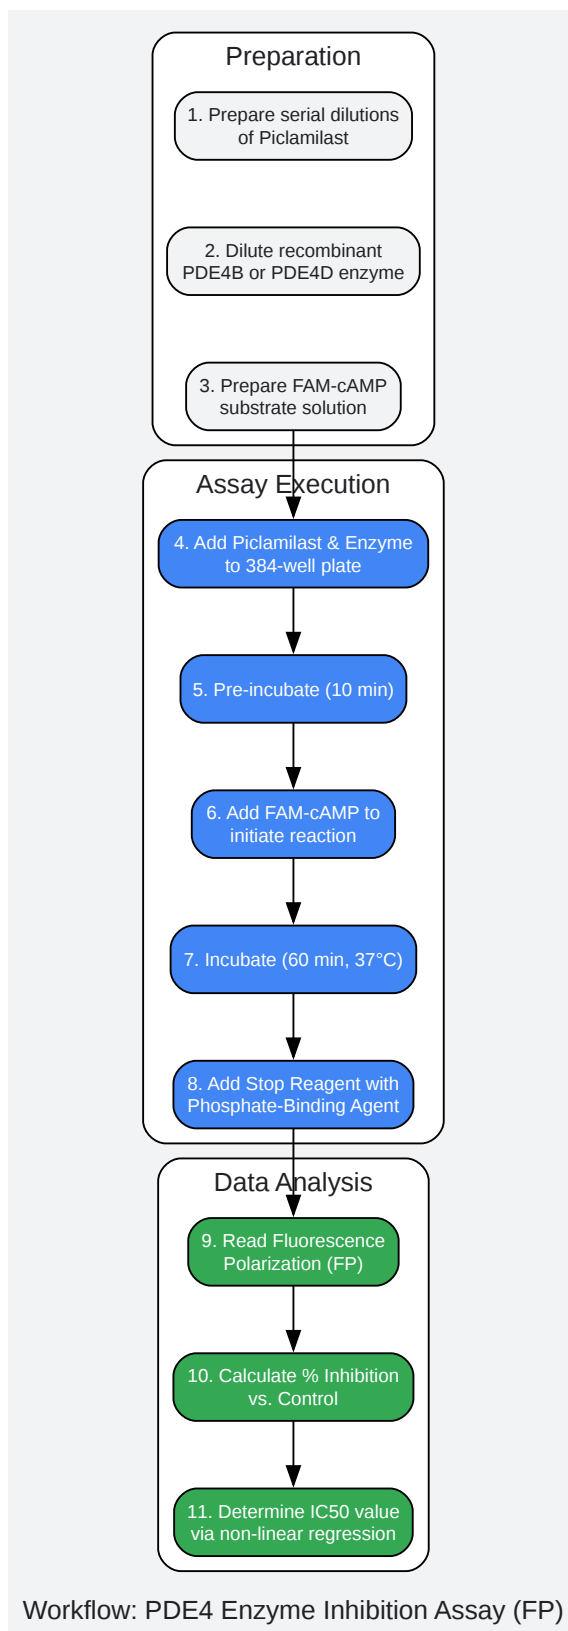 Preparation
1. Prepare serial dilutions
of Piclamilast
2. Dilute recombinant
PDE4B or PDE4D enzyme
3. Prepare FAM-cAMP
substrate solution
Assay Execution
4. Add Piclamilast & Enzyme
to 384-well plate
5. Pre-incubate (10 min)
6. Add FAM-cAMP to
initiate reaction
7. Incubate (60 min, 37°C)
8. Add Stop Reagent with
Phosphate-Binding Agent
Data Analysis
9. Read Fluorescence
Polarization (FP)
10. Calculate % Inhibition
vs. Control
11. Determine IC50 value
via non-linear regression
Workflow: PDE4 Enzyme Inhibition Assay (FP)